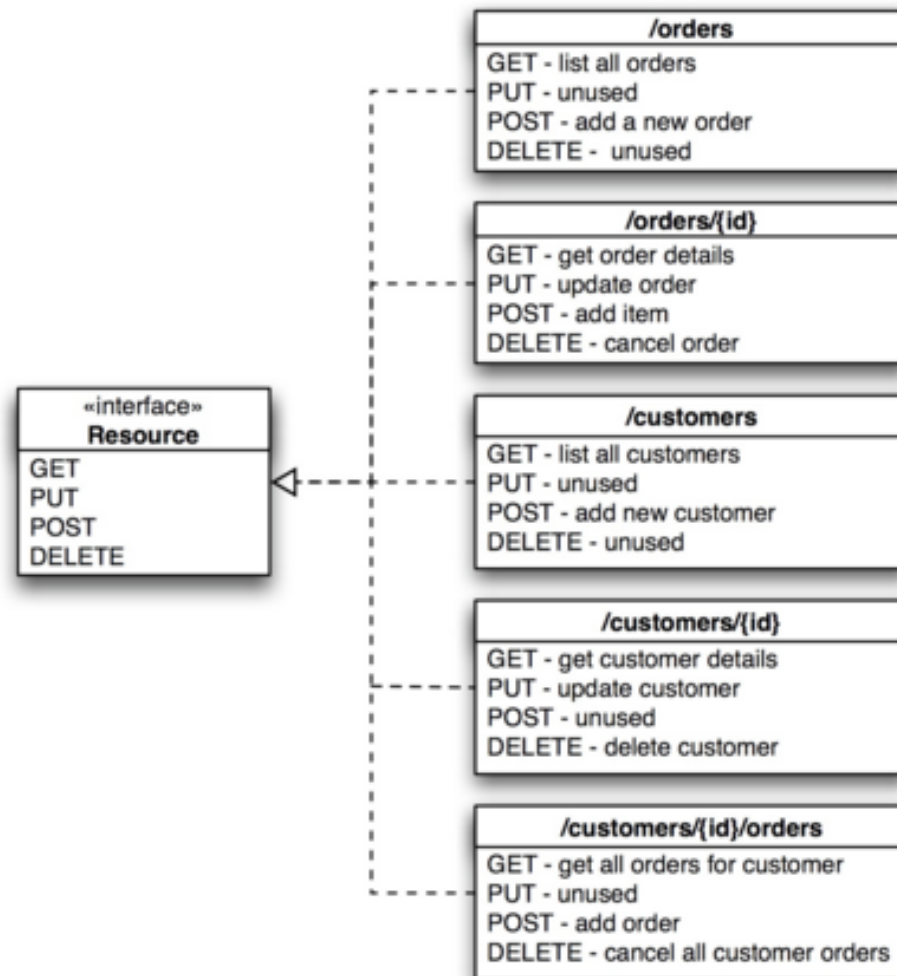 /orders
GET - list all orders
PUT - unused
POST - add a new order
DELETE -  unused
/orders/{id}
GET - get order details
PUT - update order
POST - add item
DELETE - cancel order
«interface»
Resource
GET
PUT
POST
DELETE
/customers
GET - list all customers
PUT - unused
POST - add new customer
DELETE - unused
/customers/{id}
GET - get customer details
PUT - update customer
POST - unused
DELETE - delete customer
/customers/{id}/orders
GET - get all orders for customer
PUT - unused
POST - add order
DELETE - cancel all customer orders